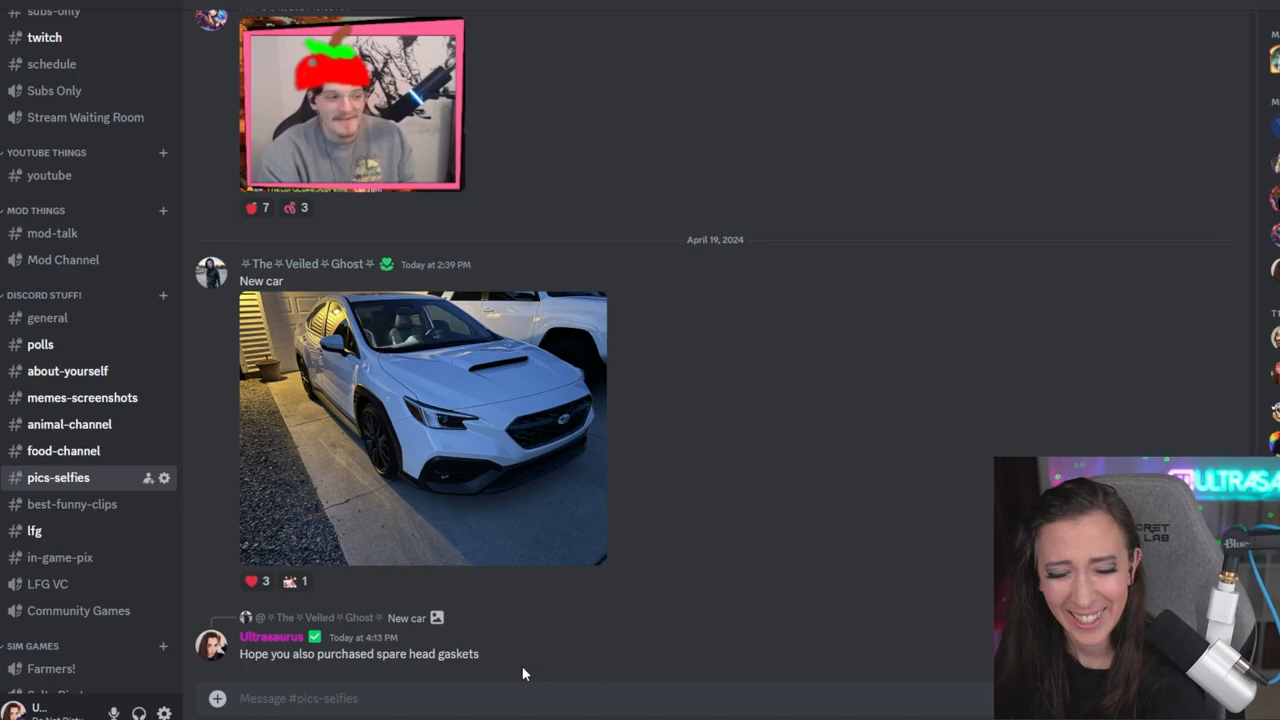 subs-only
twitch
schedule
Subs Only
Stream Waiting Room
YOUTUBE THINGS
youtube
MOD THINGS
mod-talk
Mod Channel
DISCORD STUFF!
general
polls
about-yourself
memes-screenshots
animal-channel
food-channel
pics-selfies
best-funny-clips
lfg
in-game-pix
LFG VC
Community Games
SIM GAMES
Farmers!
U...
7
3
April 19, 2024
The Veiled Ghost Today at 2:39 PM
New car
3
1
@ The Veiled Ghost New car
Ultrasaurus Today at 4:13 PM
Hope you also purchased spare head gaskets
Message #pics-selfies
ULTRASA
CRET
LAB
Blue